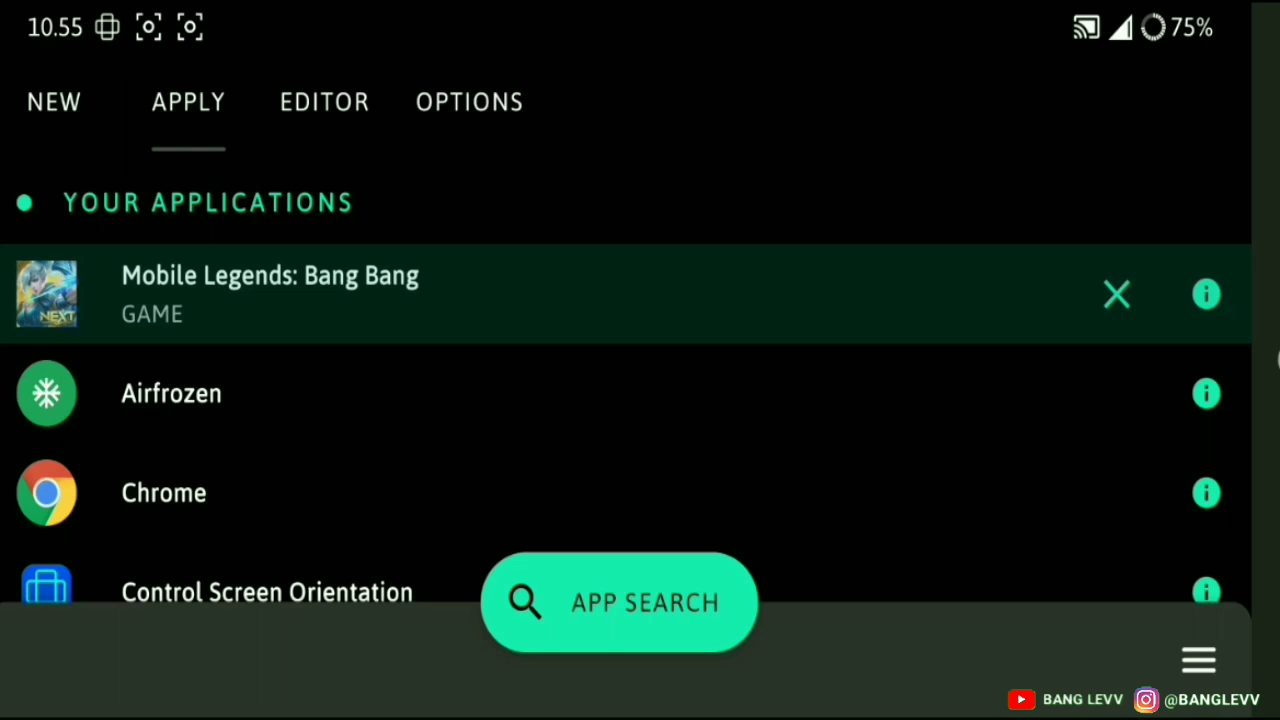 10.55
75%
NEW
APPLY
EDITOR
OPTIONS
YOUR APPLICATIONS
Mobile Legends: Bang Bang
GAME
NEXT
Airfrozen
Chrome
Control Screen Orientation
APP SEARCH
BANG LEVV
@BANGLEVV